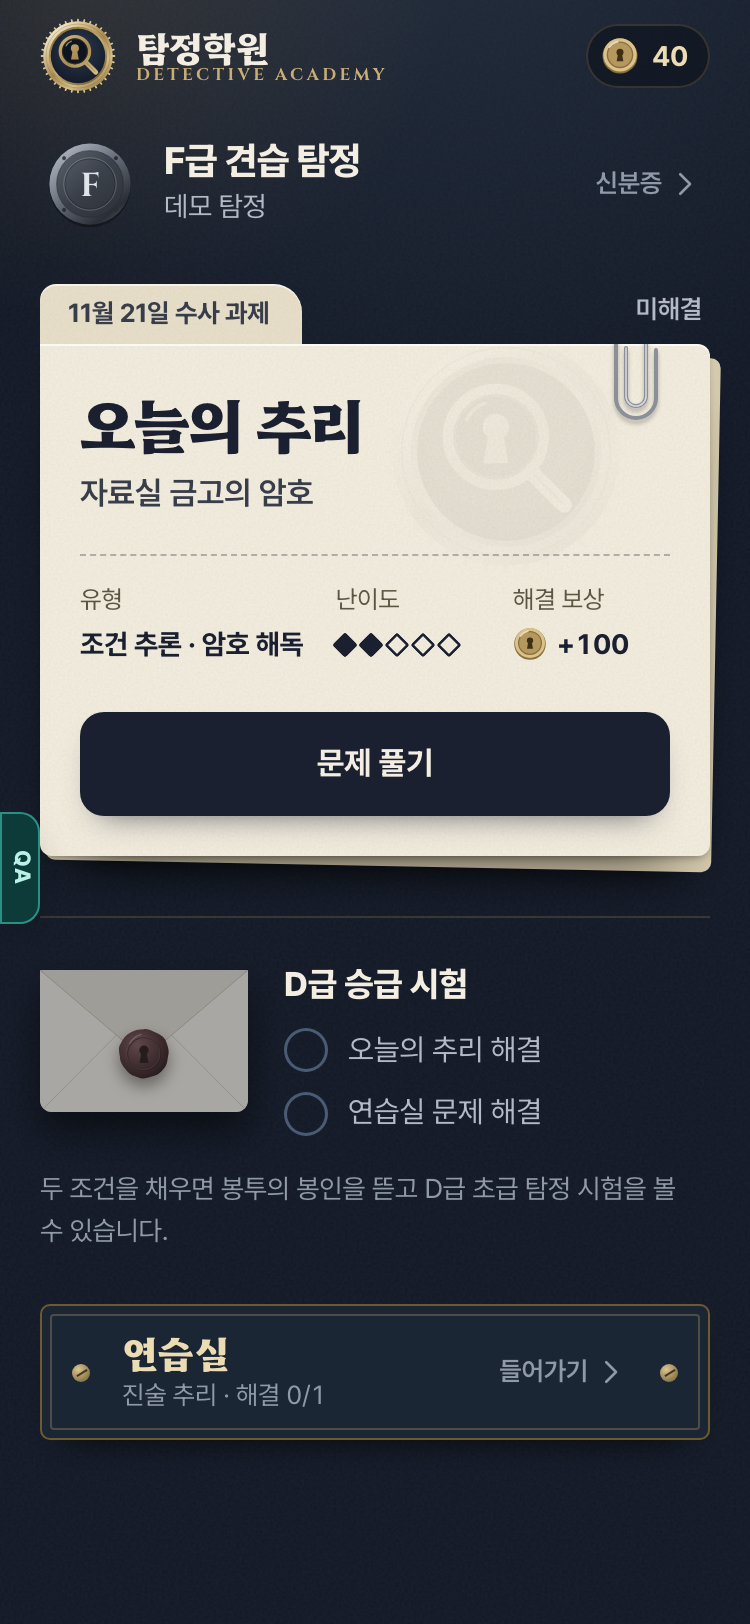 탐정학원
DETECTIVE ACADEMY
40
F
F급 견습 탐정
데모 탐정
신분증
11월 21일 수사 과제
미해결
오늘의 추리
자료실 금고의 암호
유형
난이도
해결 보상
조건 추론 · 암호 해독
+100
문제 풀기
QA
D급 승급 시험
오늘의 추리 해결
연습실 문제 해결
두 조건을 채우면 봉투의 봉인을 뜯고 D급 초급 탐정 시험을 볼
수 있습니다.
연습실
진술 추리 · 해결 0/1
들어가기